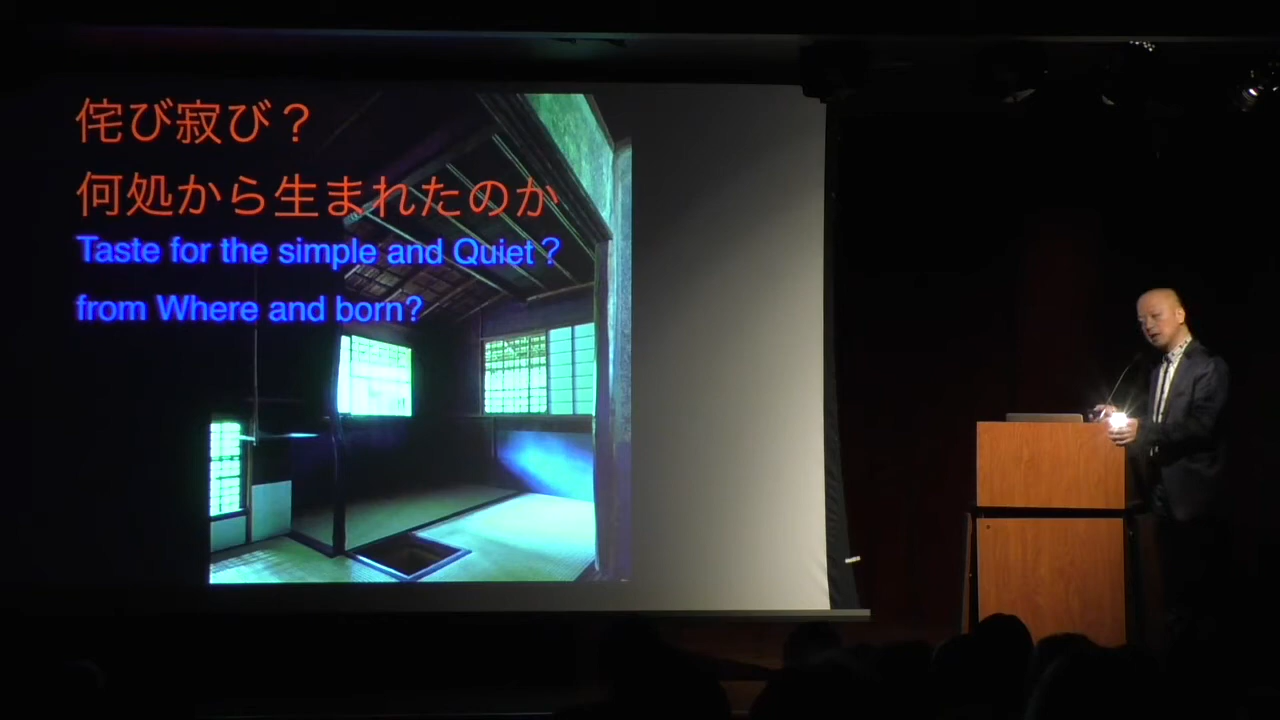 侘び寂び？
何処から生まれたのか
Taste for the simple and Quiet？
from Where and born?